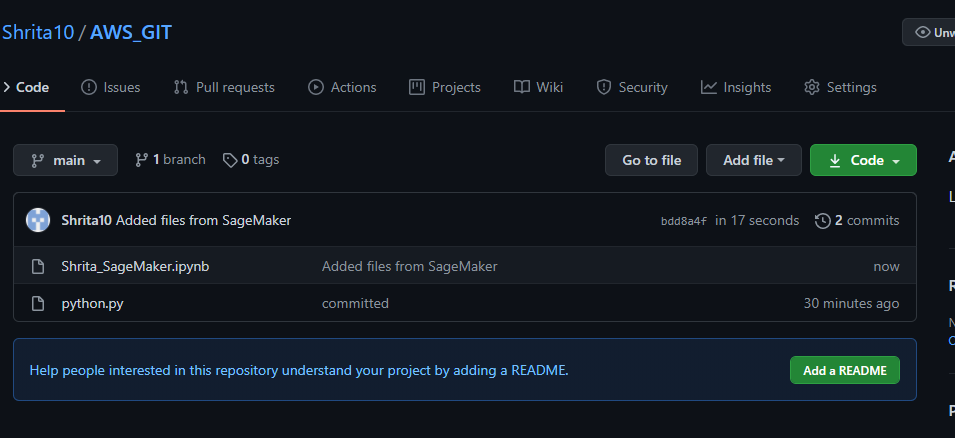 Shrita10 / AWS_GIT
Unw
Code Issues Pull requests Actions Projects Wiki Security Insights Settings
main 1 branch 0 tags Go to file Add file Code
Shrita10 Added files from SageMaker bdd8a4f in 17 seconds 2 commits
Shrita_SageMaker.ipynb Added files from SageMaker now
python.py committed 30 minutes ago
Help people interested in this repository understand your project by adding a README. Add a README